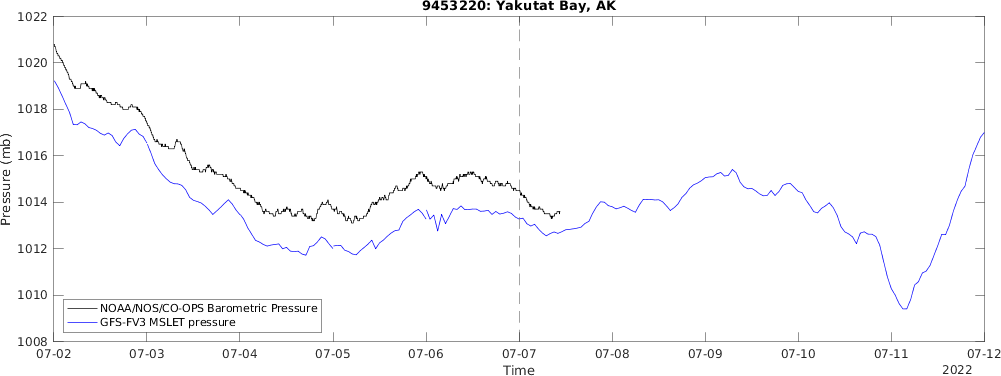 9453220: Yakutat Bay, AK
Pressure (mb)
1022
1020
1018
1016
1014
1012
1010
1008
NOAA/NOS/CO-OPS Barometric Pressure
GFS-FV3 MSLET pressure
07-02 07-03 07-04 07-05 07-06 07-07 07-08 07-09 07-10 07-11 07-12
Time
2022